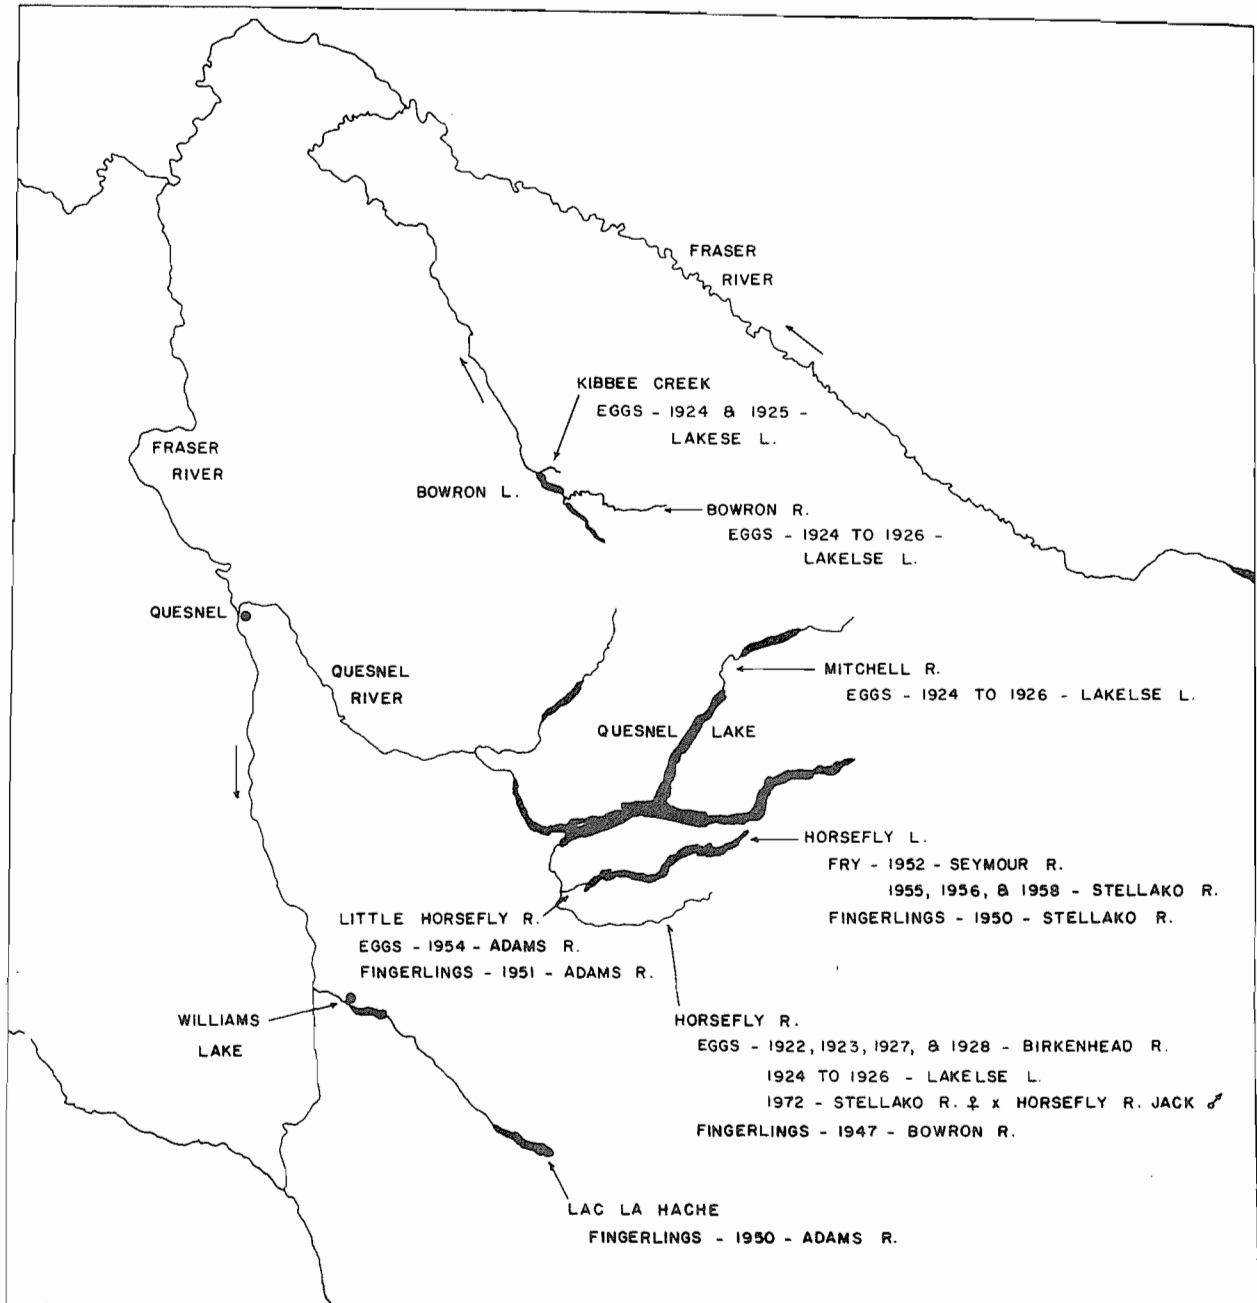 FRASER
RIVER
KIBBEE CREEK
EGGS - 1924 & 1925 -
LAKESE L.
FRASER
RIVER
BOWRON L.
BOWRON R.
EGGS - 1924 TO 1926 -
LAKELSE L.
QUESNEL
QUESNEL
RIVER
MITCHELL R.
EGGS - 1924 TO 1926 - LAKELSE L.
QUESNEL LAKE
HORSEFLY L.
FRY - 1952 - SEYMOUR R.
1955, 1956, & 1958 - STELLAKO R.
FINGERLINGS - 1950 - STELLAKO R.
LITTLE HORSEFLY R.
EGGS - 1954 - ADAMS R.
FINGERLINGS - 1951 - ADAMS R.
WILLIAMS
LAKE
HORSEFLY R.
EGGS - 1922, 1923, 1927, & 1928 - BIRKENHEAD R.
1924 TO 1926 - LAKELSE L.
1972 - STELLAKO R. ♀ x HORSEFLY R. JACK ♂
FINGERLINGS - 1947 - BOWRON R.
LAC LA HACHE
FINGERLINGS - 1950 - ADAMS R.